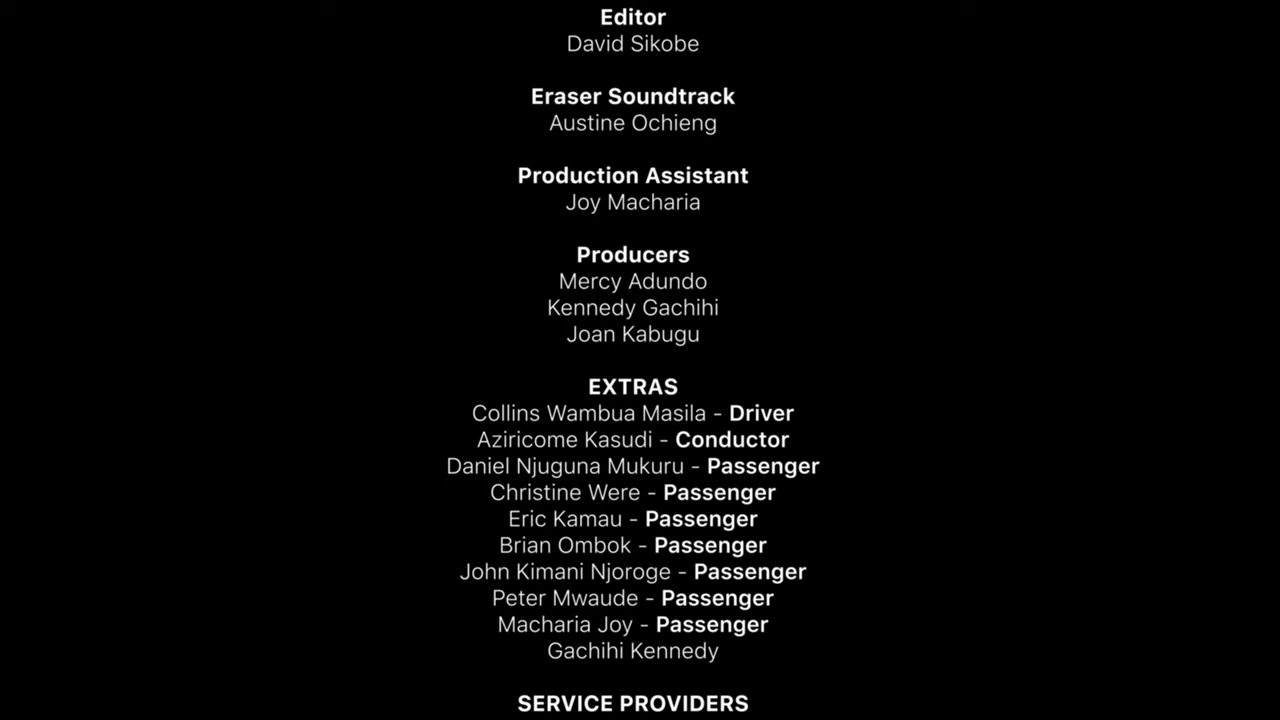 Editor
David Sikobe
Eraser Soundtrack
Austine Ochieng
Production Assistant
Joy Macharia
Producers
Mercy Adundo
Kennedy Gachihi
Joan Kabugu
EXTRAS
Collins Wambua Masila - Driver
Aziricome Kasudi - Conductor
Daniel Njuguna Mukuru - Passenger
Christine Were - Passenger
Eric Kamau - Passenger
Brian Ombok - Passenger
John Kimani Njoroge - Passenger
Peter Mwaude - Passenger
Macharia Joy - Passenger
Gachihi Kennedy
SERVICE PROVIDERS